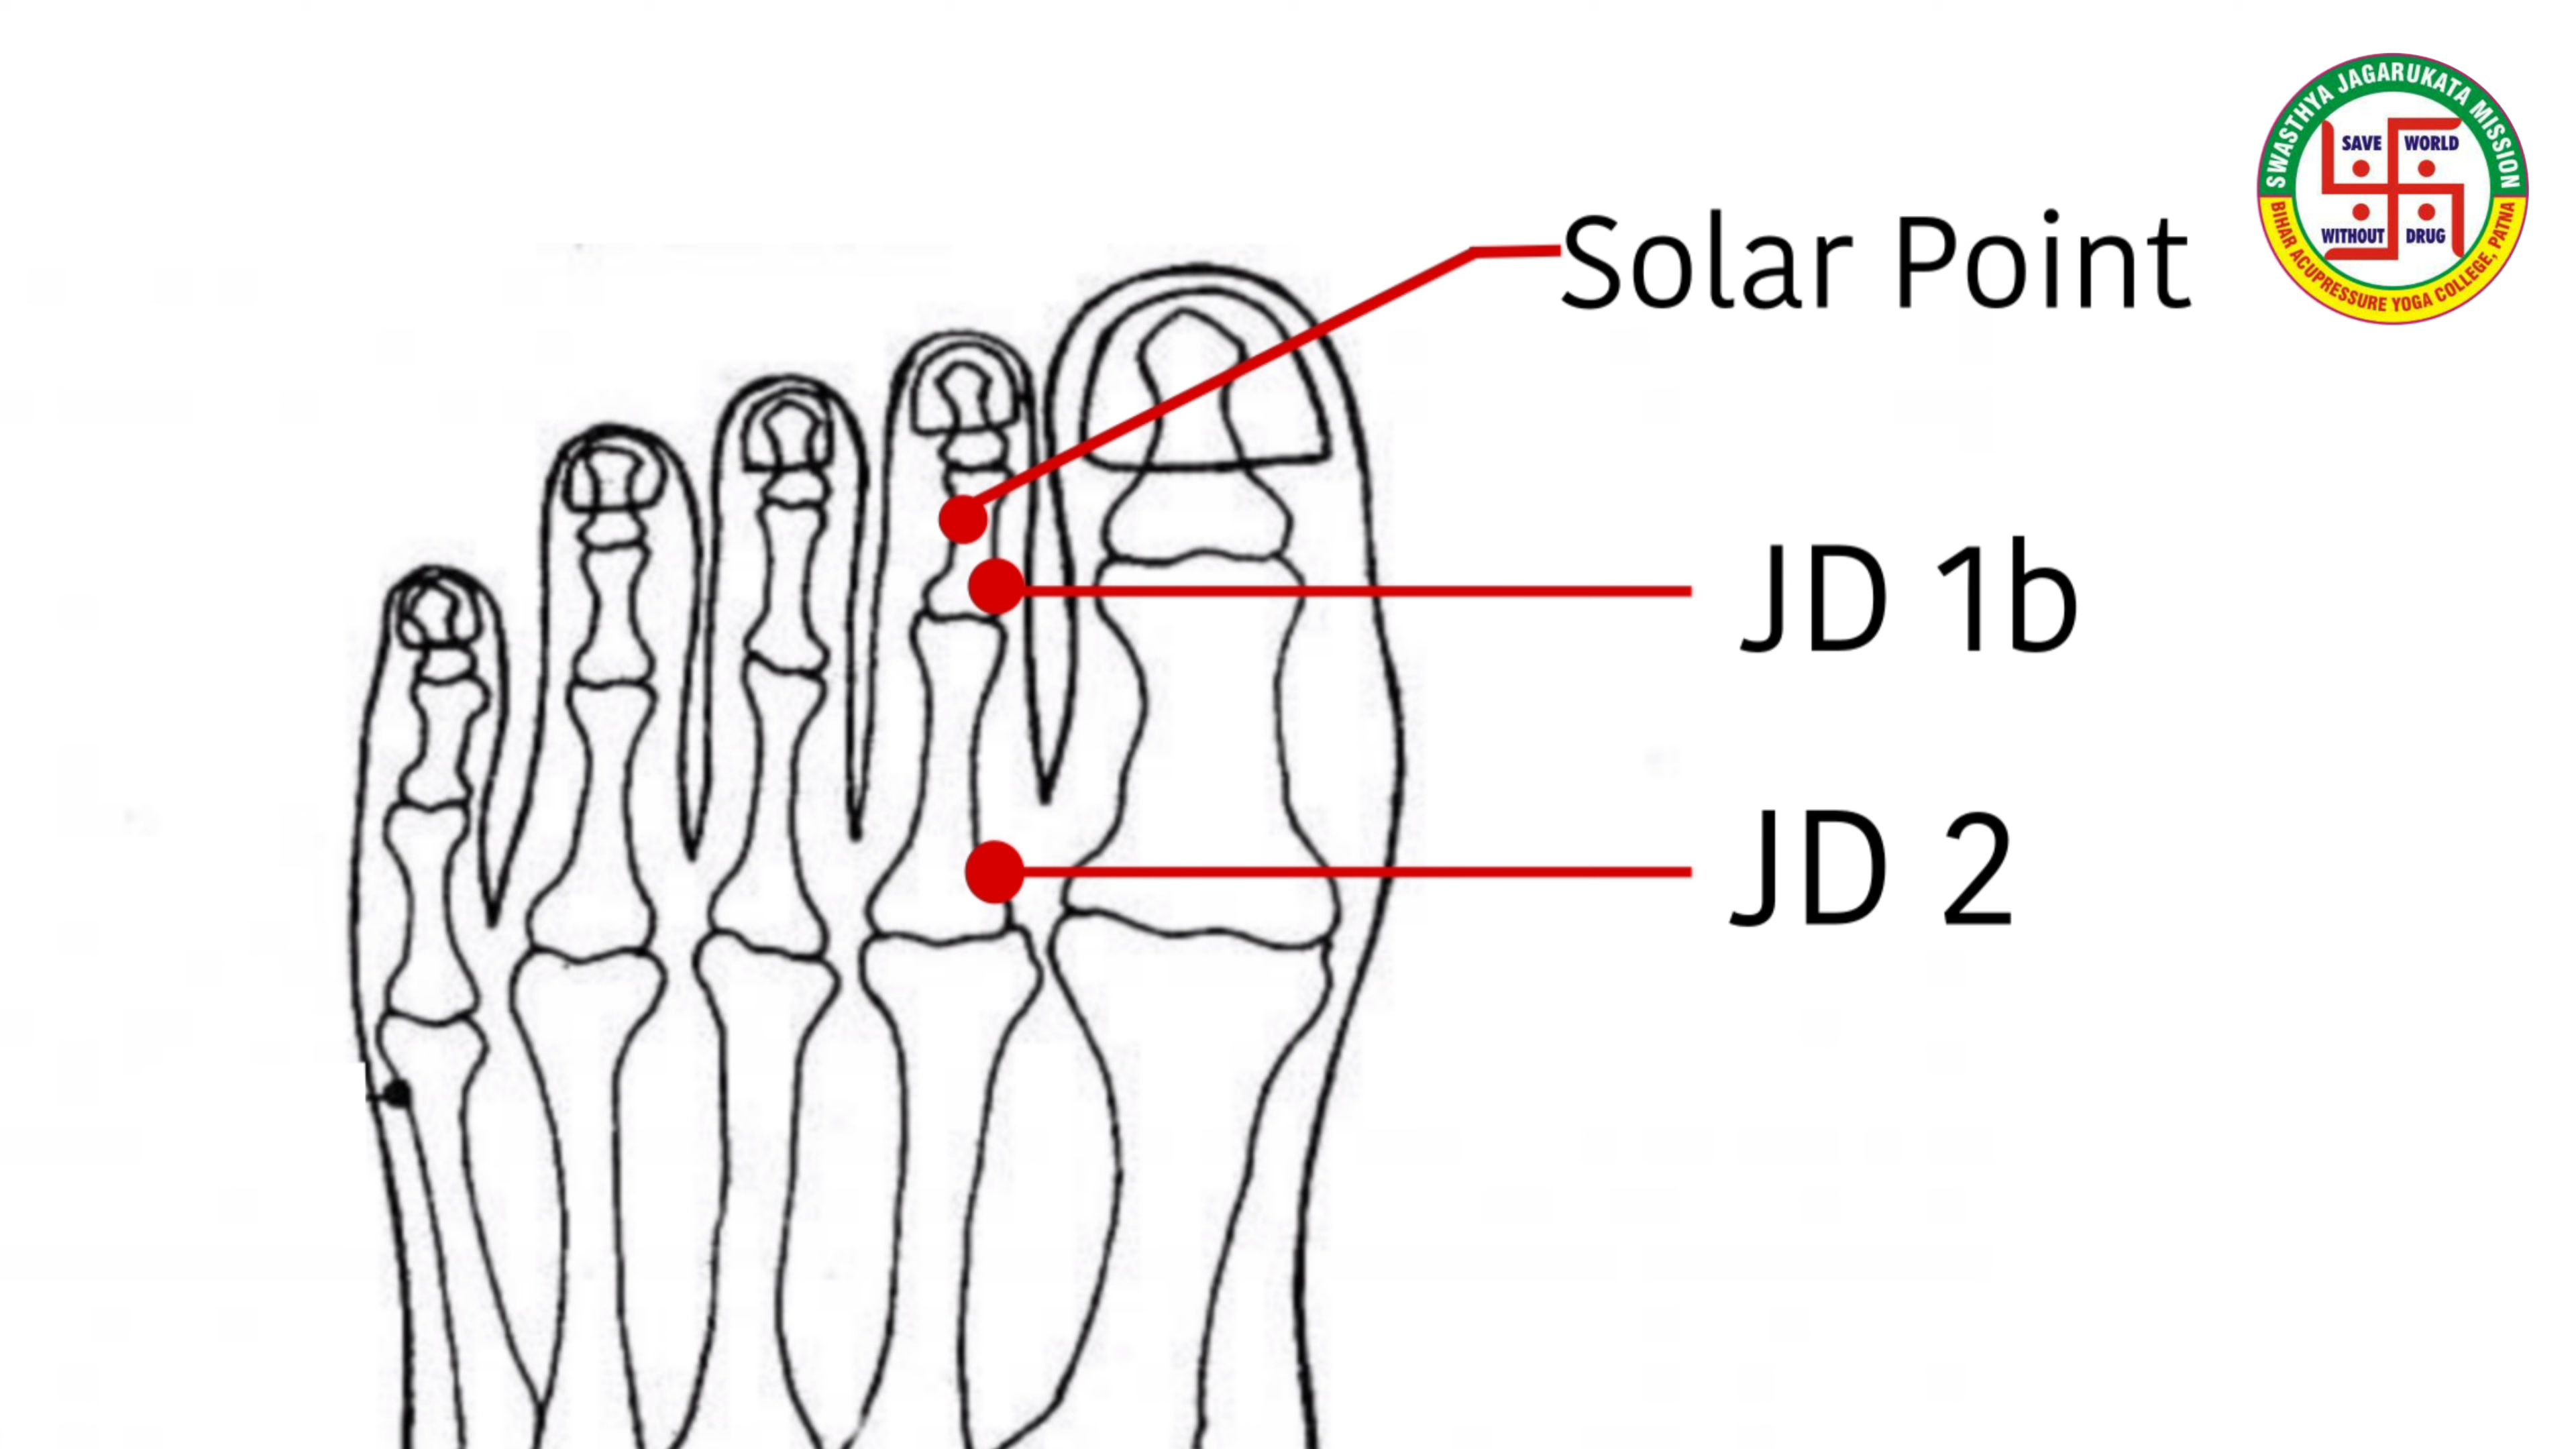 Solar Point
JD 1b
JD 2
SWASTHYA JAGARUKATA MISSION
SAVE WORLD
WITHOUT DRUG
BIHAR ACUPRESSURE YOGA COLLEGE, PATNA